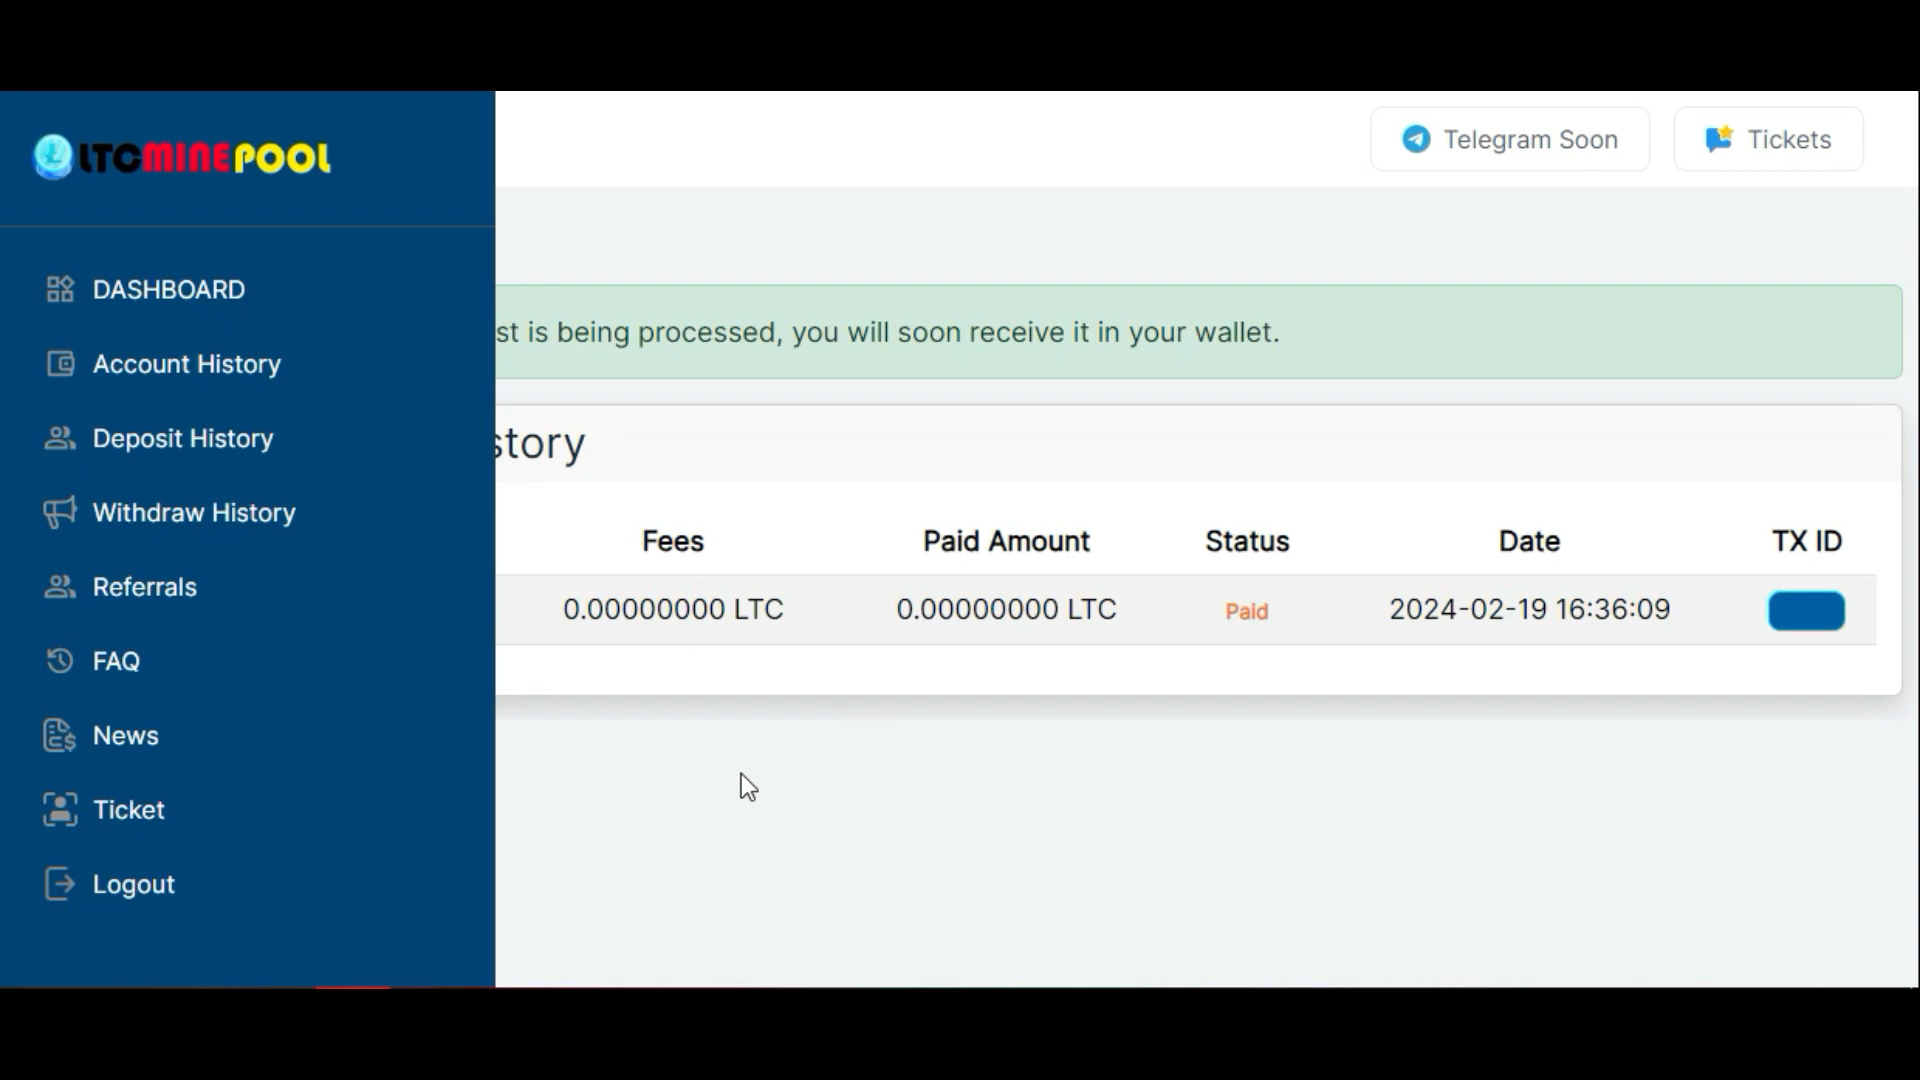 LTCMINEPOOL
Telegram Soon
Tickets
DASHBOARD
Account History
Deposit History
Withdraw History
Referrals
FAQ
News
Ticket
Logout
st is being processed, you will soon receive it in your wallet.
story
Fees Paid Amount Status Date TX ID
0.00000000 LTC 0.00000000 LTC Paid 2024-02-19 16:36:09